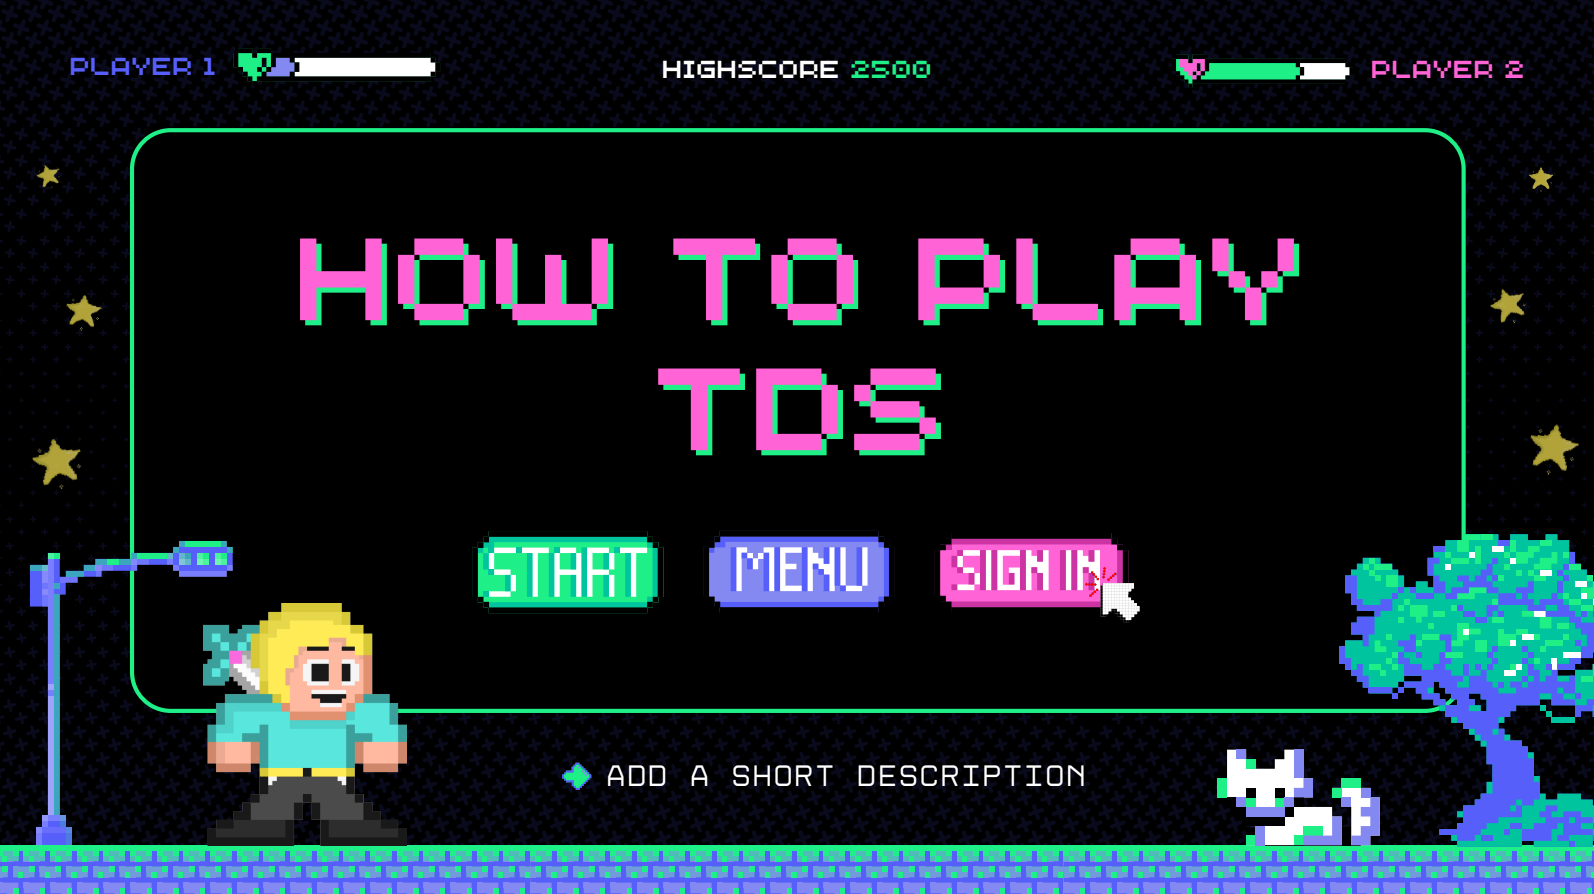 PLAYER 1
HIGHSCORE 2500
PLAYER 2
HOW TO PLAY
TDS
START
MENU
SIGN IN
ADD A SHORT DESCRIPTION